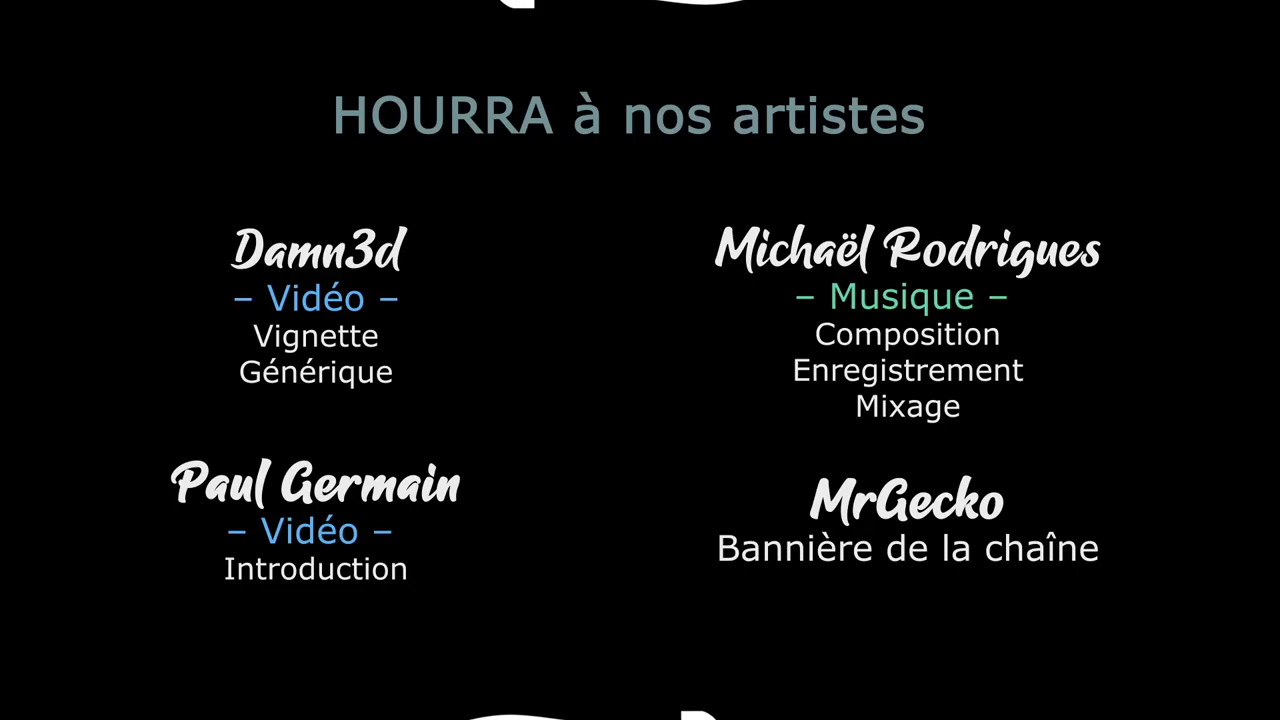 HOURRA à nos artistes
Damn3d
– Vidéo –
Vignette
Générique
Michaël Rodrigues
– Musique –
Composition
Enregistrement
Mixage
Paul Germain
– Vidéo –
Introduction
MrGecko
Bannière de la chaîne